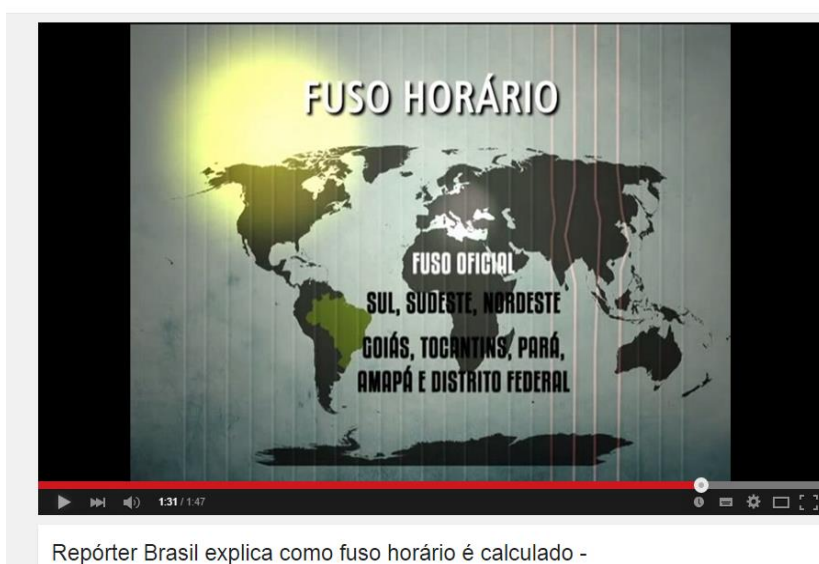 FUSO HORÁRIO
FUSO OFICIAL
SUL, SUDESTE, NORDESTE
GOIÁS, TOCANTINS, PARÁ,
AMAPÁ E DISTRITO FEDERAL
1:31 / 1:47
Repórter Brasil explica como fuso horário é calculado -